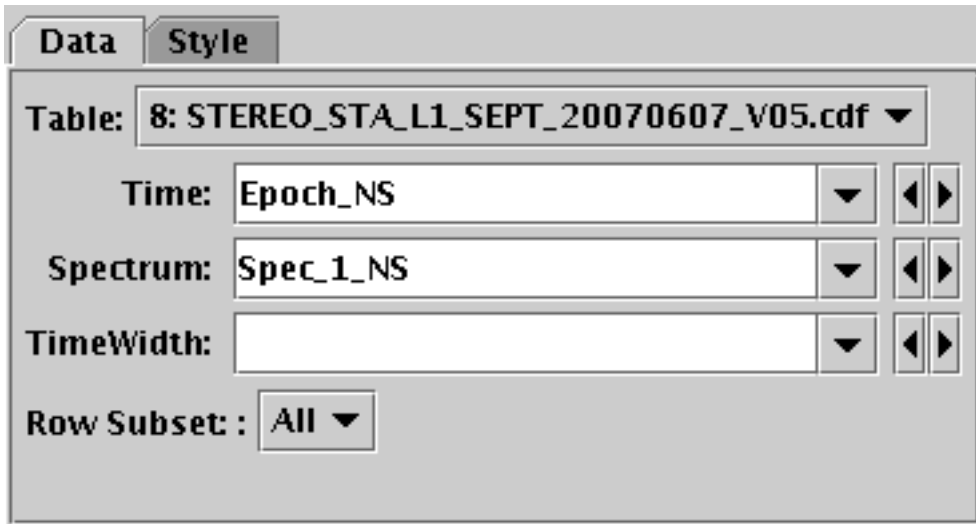 Data Style
Table: 8: STEREO_STA_L1_SEPT_20070607_V05.cdf
Time: Epoch_NS
Spectrum: Spec_1_NS
TimeWidth:
Row Subset: : All